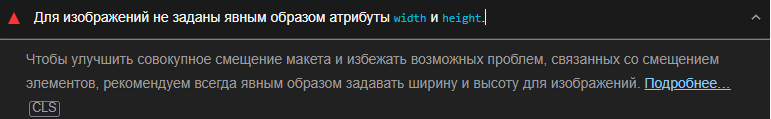 Для изображений не заданы явным образом атрибуты width и height.
Чтобы улучшить совокупное смещение макета и избежать возможных проблем, связанных со смещением
элементов, рекомендуем всегда явным образом задавать ширину и высоту для изображений. Подробнее...
CLS